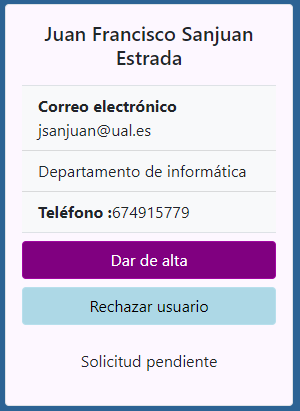 Juan Francisco Sanjuan
Estrada
Correo electrónico
jsanjuan@ual.es
Departamento de informática
Teléfono :674915779
Dar de alta
Rechazar usuario
Solicitud pendiente